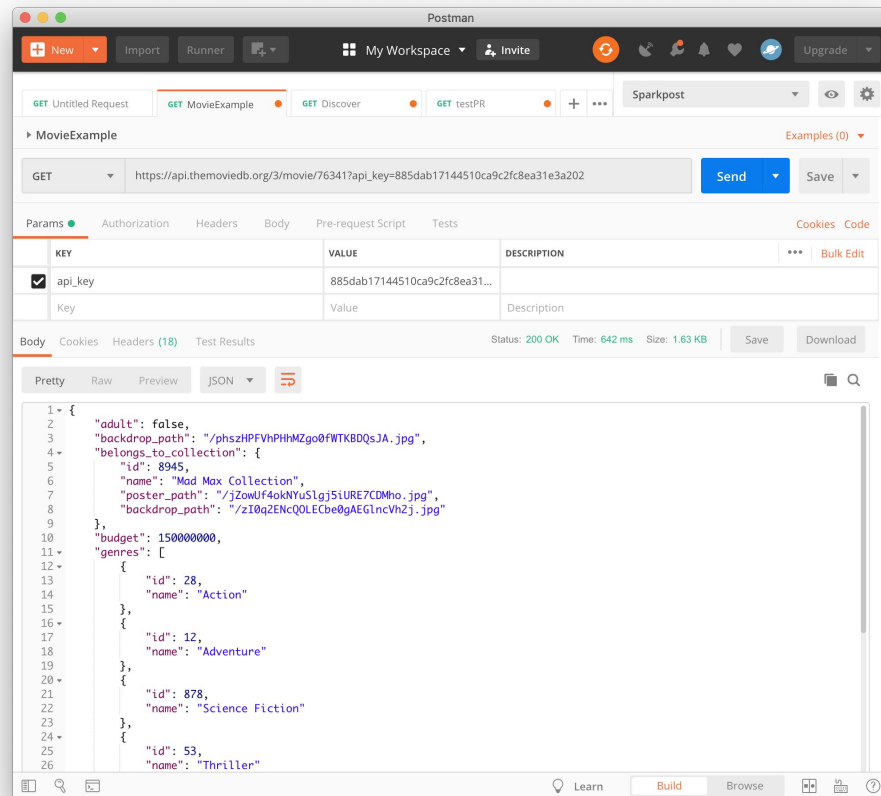 Postman
New Import Runner My Workspace Invite Upgrade
GET Untitled Request GET MovieExample GET Discover GET testPR + ••• Sparkpost
MovieExample Examples (0)
GET https://api.themoviedb.org/3/movie/76341?api_key=885dab17144510ca9c2fc8ea31e3a202 Send Save
Params Authorization Headers Body Pre-request Script Tests Cookies Code
KEY VALUE DESCRIPTION ••• Bulk Edit
api_key 885dab17144510ca9c2fc8ea31...
Key Value Description
Body Cookies Headers (18) Test Results Status: 200 OK Time: 642 ms Size: 1.63 KB Save Download
Pretty Raw Preview JSON
1 {
2 "adult": false,
3 "backdrop_path": "/phszHPFVhPHhMZgo0fWTKBDQsJA.jpg",
4 "belongs_to_collection": {
5 "id": 8945,
6 "name": "Mad Max Collection",
7 "poster_path": "/jZowUf4okNYuSlgj5iURE7CDMho.jpg",
8 "backdrop_path": "/zI0q2ENcQOLECbe0gAEGlncVh2j.jpg"
9 },
10 "budget": 150000000,
11 "genres": [
12 {
13 "id": 28,
14 "name": "Action"
15 },
16 {
17 "id": 12,
18 "name": "Adventure"
19 },
20 {
21 "id": 878,
22 "name": "Science Fiction"
23 },
24 {
25 "id": 53,
26 "name": "Thriller"
Learn Build Browse